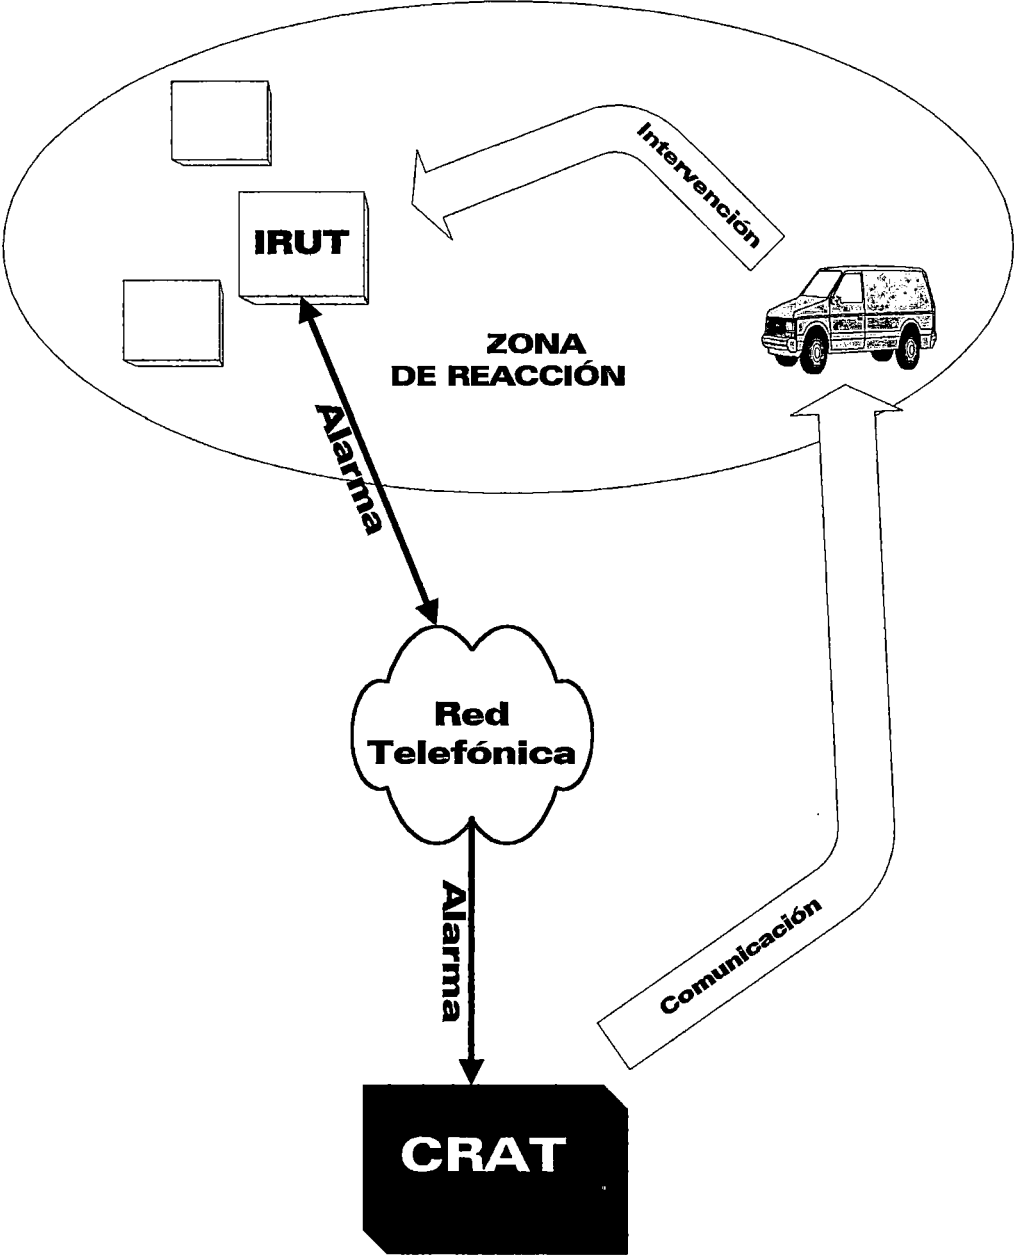 Intervención
IRUT
ZONA
DE REACCIÓN
Alarma
Red
Telefónica
Alarma
Comunicación
CRAT